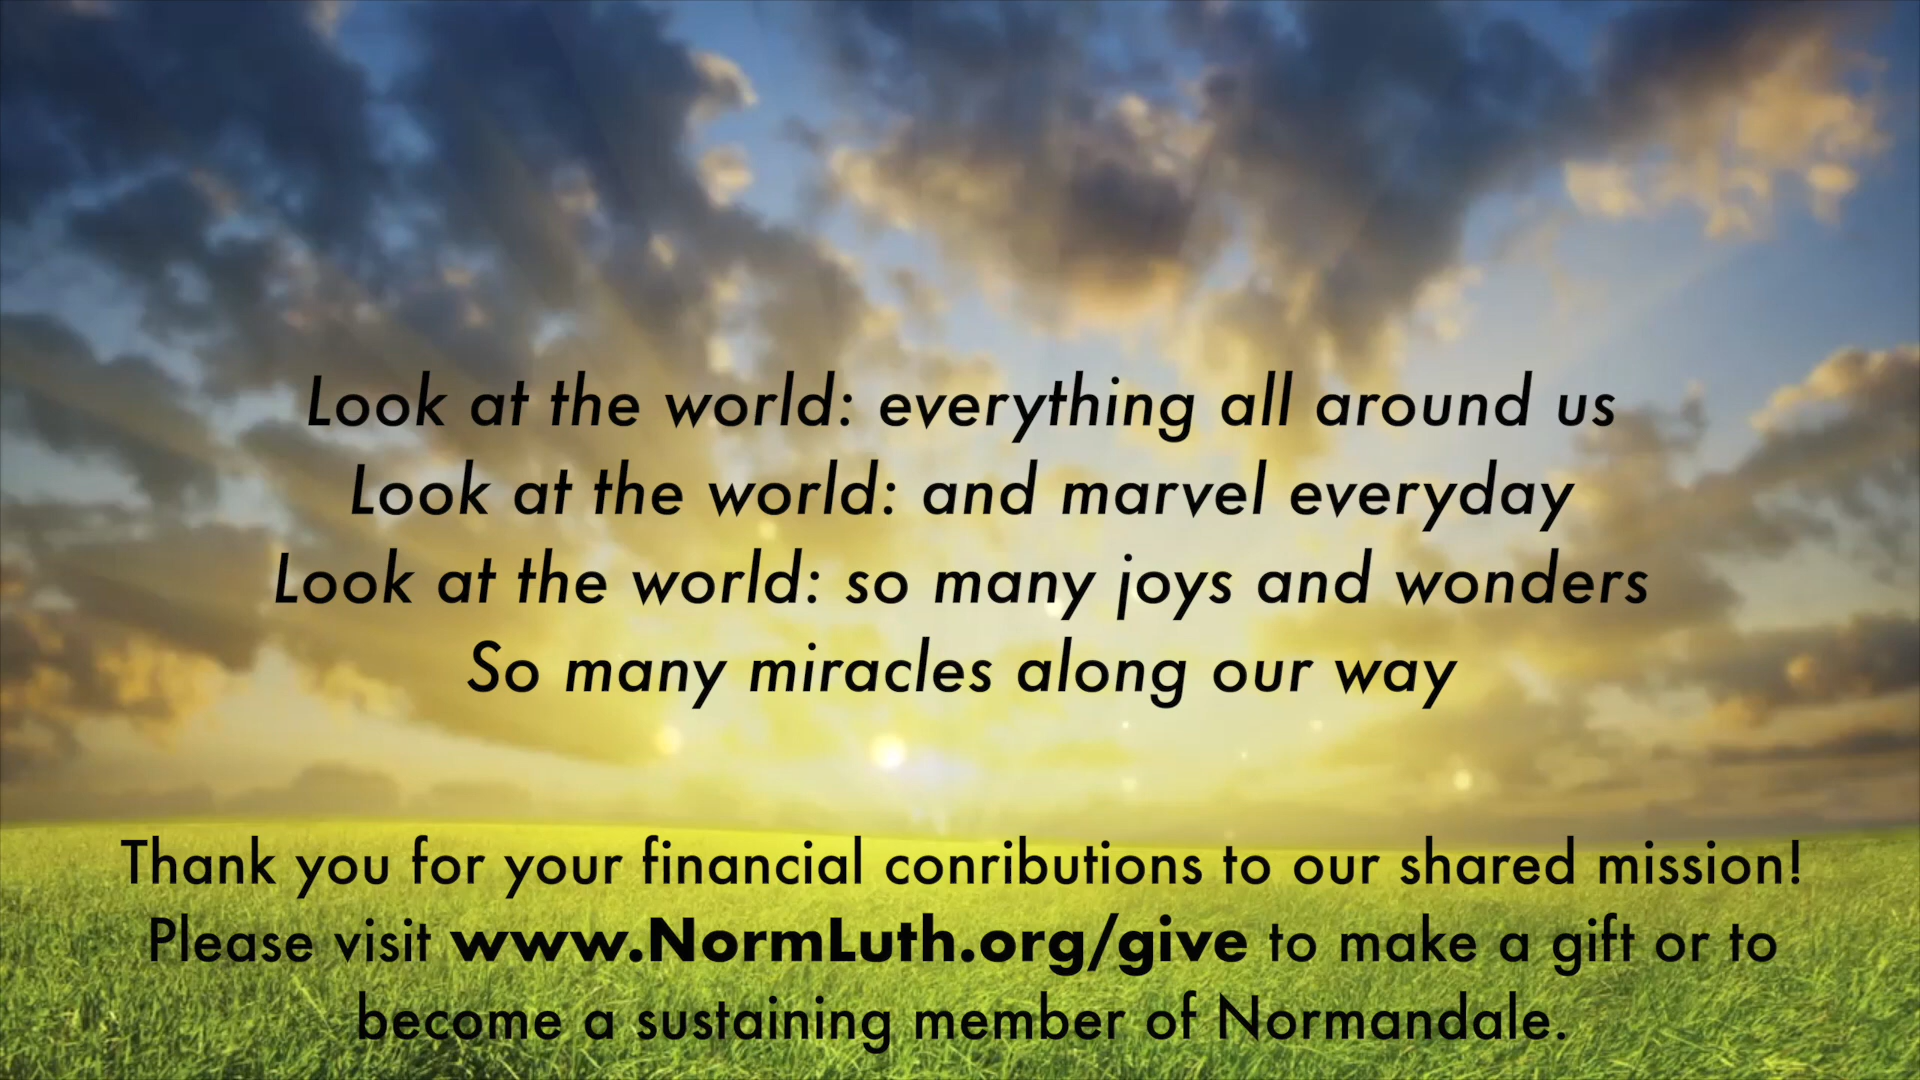 Look at the world: everything all around us
Look at the world: and marvel everyday
Look at the world: so many joys and wonders
So many miracles along our way
Thank you for your financial conributions to our shared mission!
Please visit www.NormLuth.org/give to make a gift or to
become a sustaining member of Normandale.